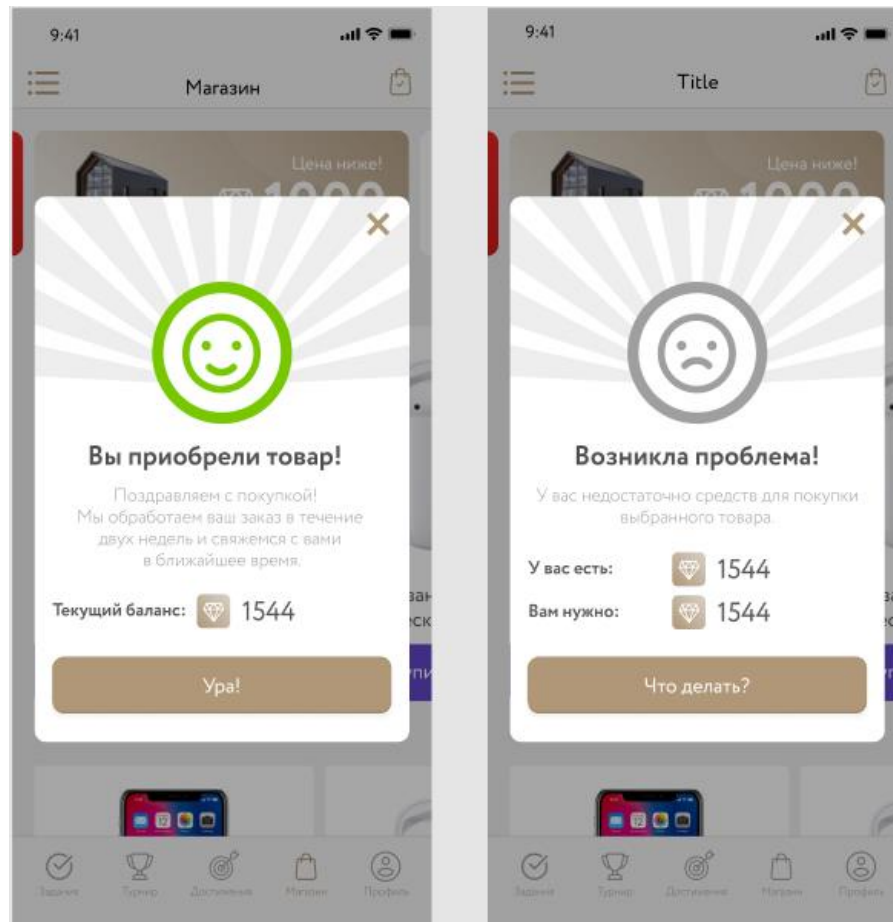 9:41
Магазин
Цена ниже!
1000
Вы приобрели товар!
Поздравляем с покупкой!
Мы обработаем ваш заказ в течение
двух недель и свяжемся с вами
в ближайшее время.
Текущий баланс: 1544
Ура!
Задания Турнир Достижения Магазин Профиль
9:41
Title
Цена ниже!
1000
Возникла проблема!
У вас недостаточно средств для покупки
выбранного товара.
У вас есть: 1544
Вам нужно: 1544
Что делать?
Задания Турнир Достижения Магазин Профиль